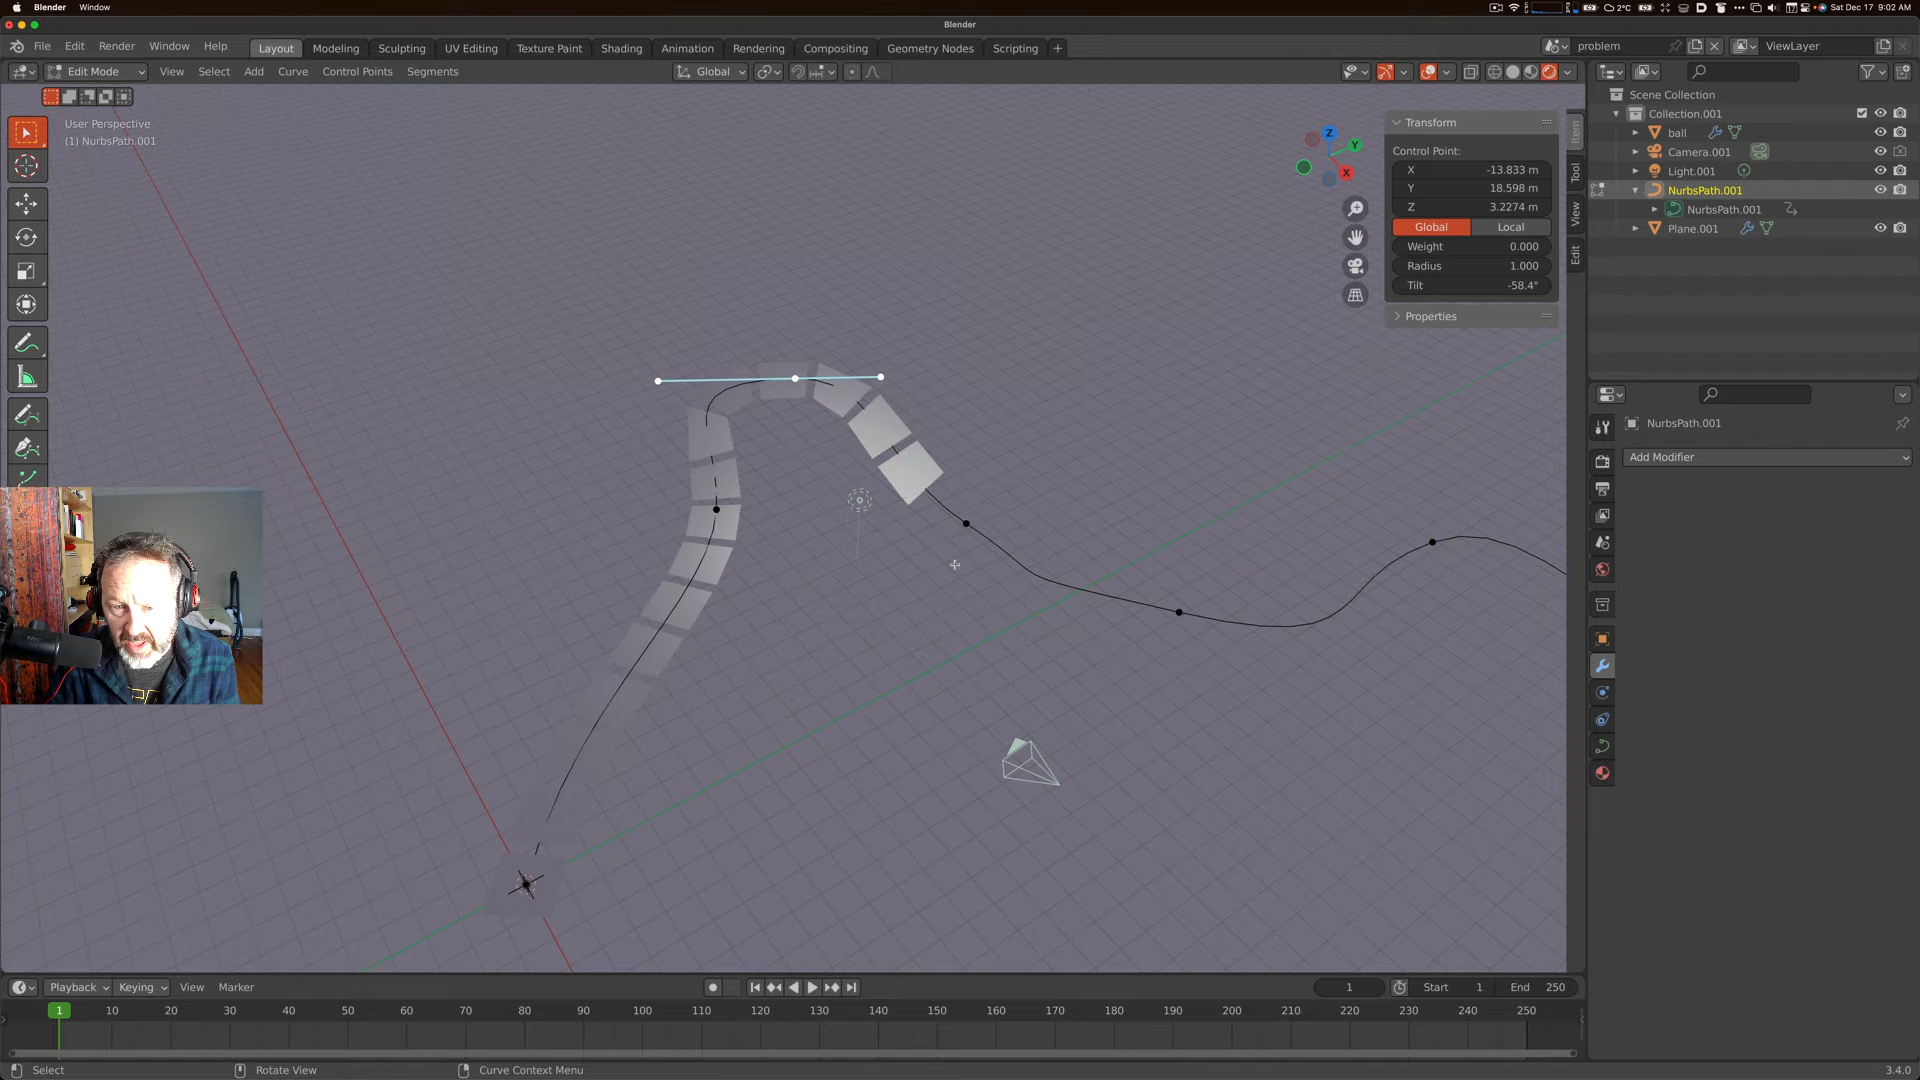 Blender Window
2°C
Sat Dec 17 9:02 AM
Blender
File Edit Render Window Help
Layout Modeling Sculpting UV Editing Texture Paint Shading Animation Rendering Compositing Geometry Nodes Scripting +
problem
ViewLayer
Edit Mode View Select Add Curve Control Points Segments
Global
User Perspective
(1) NurbsPath.001
Z
Y
X
Transform
Control Point:
X -13.833 m
Y 18.598 m
Z 3.2274 m
Global Local
Weight 0.000
Radius 1.000
Tilt -58.4°
Properties
Item
Tool
View
Edit
Scene Collection
Collection.001
ball
Camera.001
Light.001
NurbsPath.001
NurbsPath.001
Plane.001
NurbsPath.001
Add Modifier
Playback Keying View Marker
1
Start 1
End 250
1 10 20 30 40 50 60 70 80 90 100 110 120 130 140 150 160 170 180 190 200 210 220 230 240 250
Select
Rotate View
Curve Context Menu
3.4.0